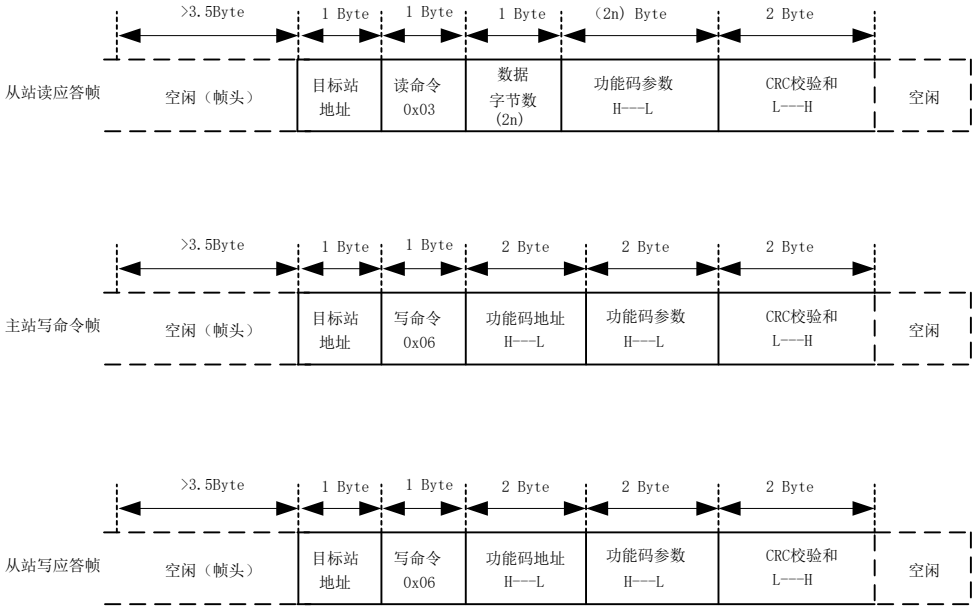 >3.5Byte 1 Byte 1 Byte 1 Byte （2n）Byte 2 Byte
从站读应答帧
空闲（帧头）
目标站
地址
读命令
0x03
数据
字节数
(2n)
功能码参数
H---L
CRC校验和
L---H
空闲
>3.5Byte 1 Byte 1 Byte 2 Byte 2 Byte 2 Byte
主站写命令帧
空闲（帧头）
目标站
地址
写命令
0x06
功能码地址
H---L
功能码参数
H---L
CRC校验和
L---H
空闲
>3.5Byte 1 Byte 1 Byte 2 Byte 2 Byte 2 Byte
从站写应答帧
空闲（帧头）
目标站
地址
写命令
0x06
功能码地址
H---L
功能码参数
H---L
CRC校验和
L---H
空闲